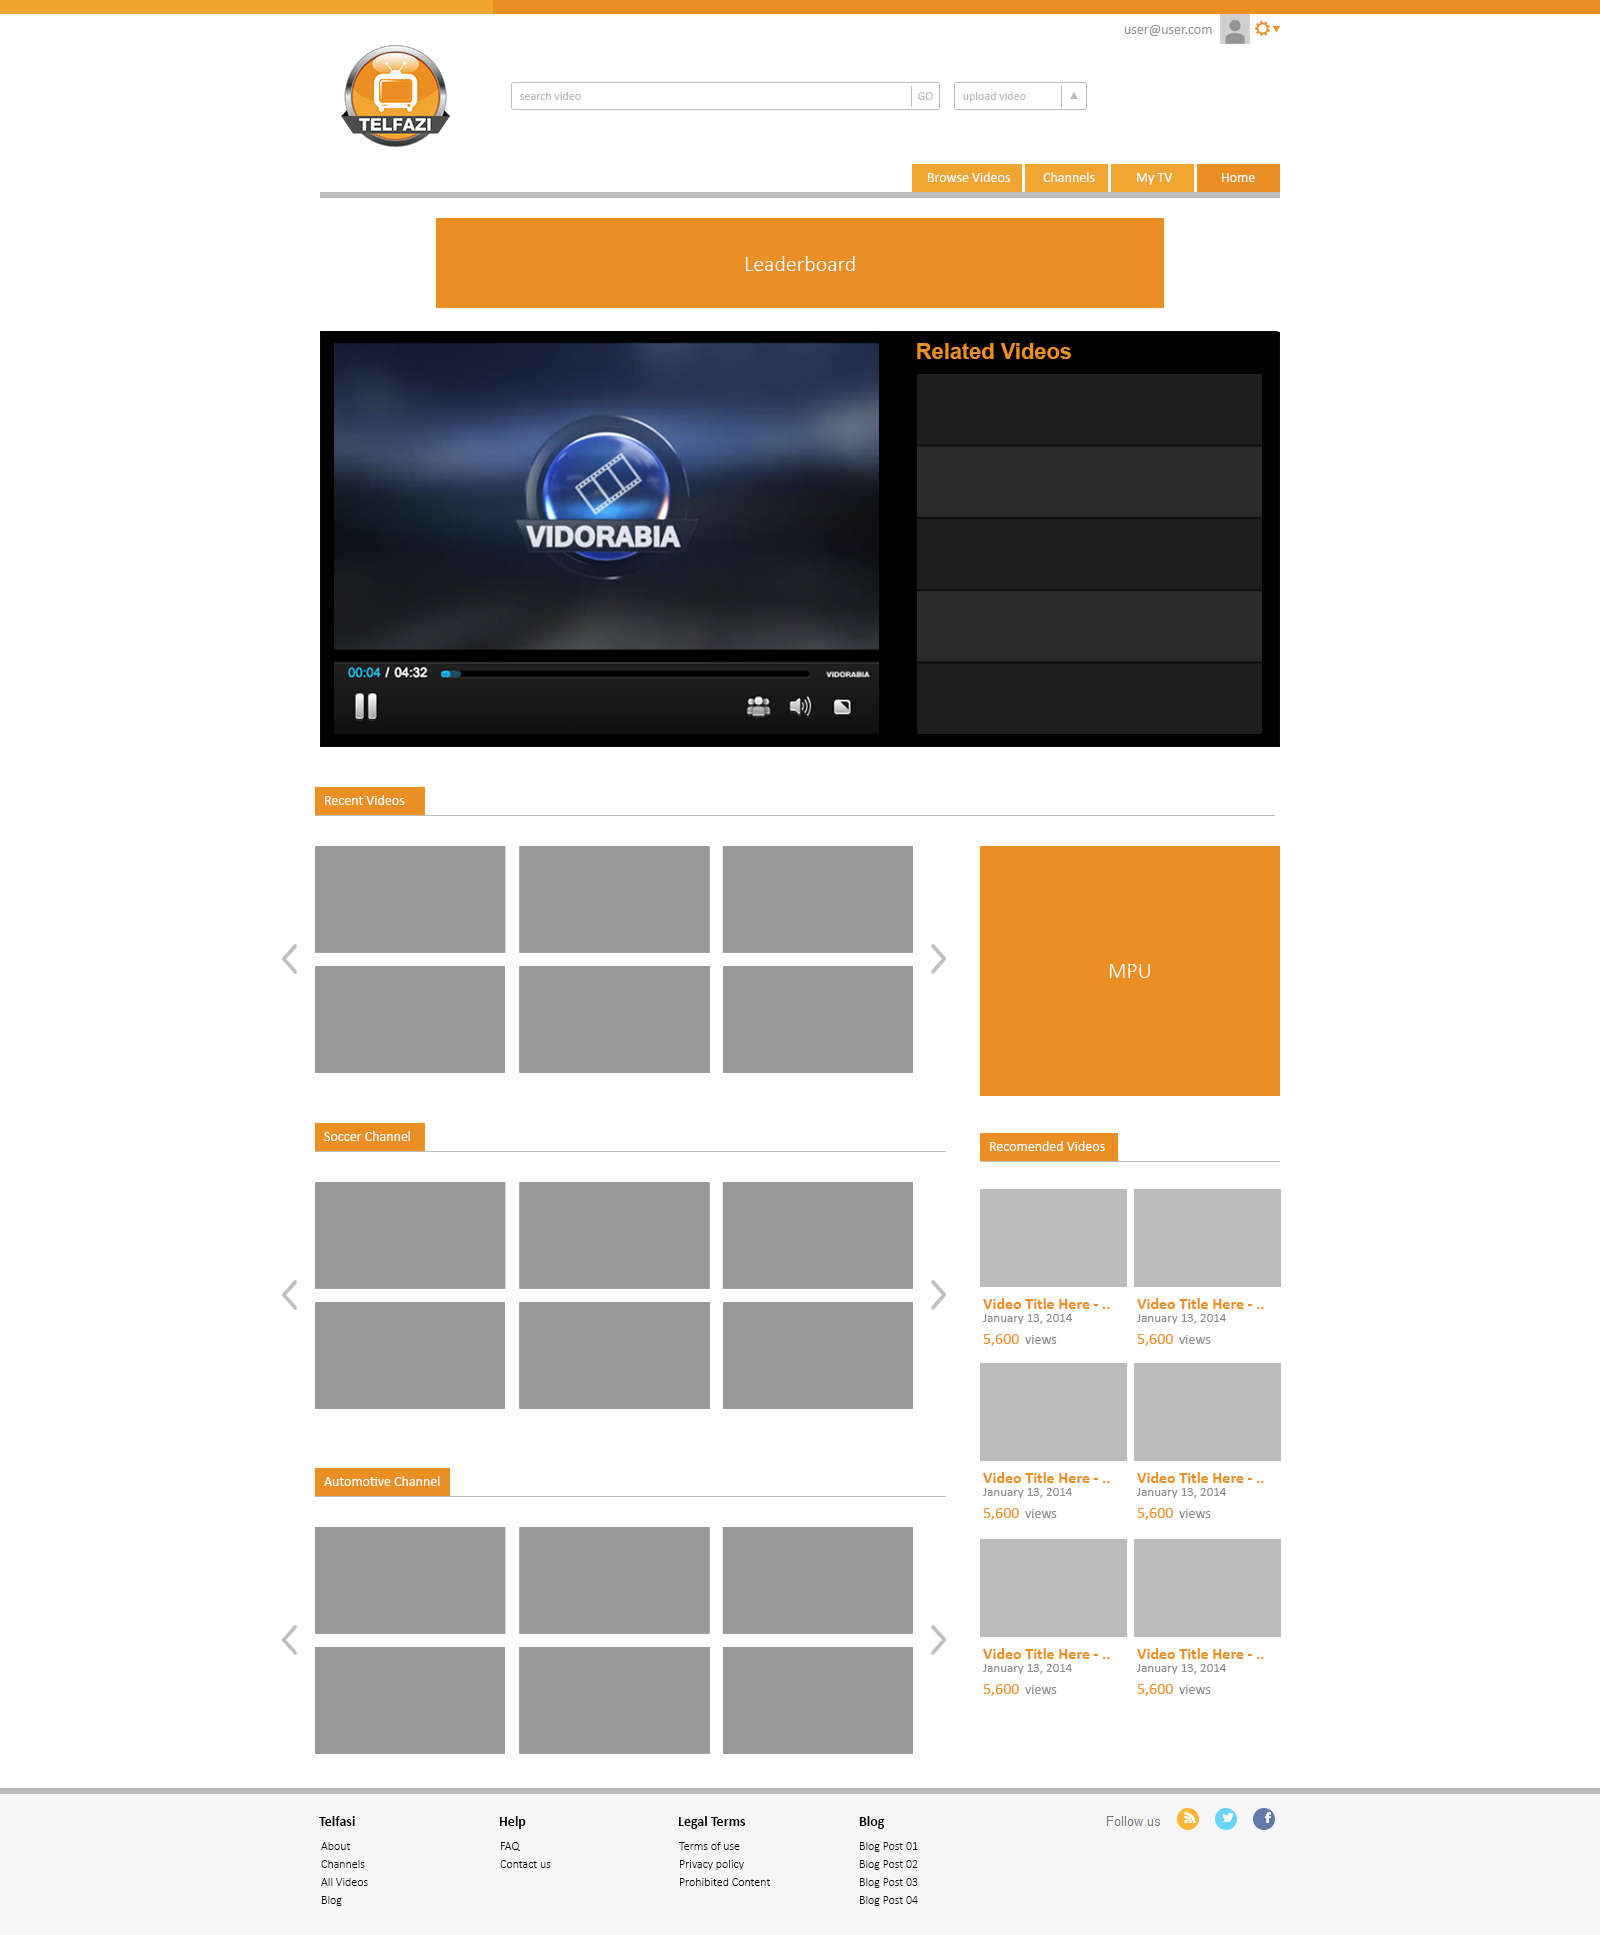 user@user.com
TELFAZI
search video
GO
upload video
Browse Videos
Channels
My TV
Home
Leaderboard
Related Videos
VIDORABIA
00:04 / 04:32
VIDORABIA
Recent Videos
MPU
Soccer Channel
Recomended Videos
Video Title Here - ..
January 13, 2014
5,600 views
Video Title Here - ..
January 13, 2014
5,600 views
Video Title Here - ..
January 13, 2014
5,600 views
Video Title Here - ..
January 13, 2014
5,600 views
Automotive Channel
Video Title Here - ..
January 13, 2014
5,600 views
Video Title Here - ..
January 13, 2014
5,600 views
Telfasi
About
Channels
All Videos
Blog
Help
FAQ
Contact us
Legal Terms
Terms of use
Privacy policy
Prohibited Content
Blog
Blog Post 01
Blog Post 02
Blog Post 03
Blog Post 04
Follow us